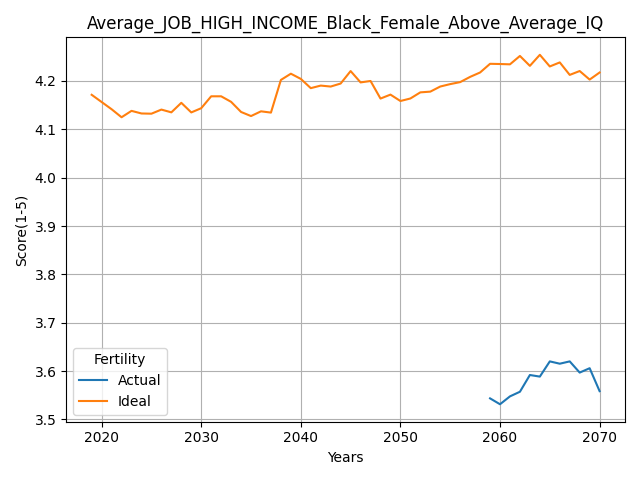 Average_JOB_HIGH_INCOME_Black_Female_Above_Average_IQ
Score(1-5)
4.2
4.1
4.0
3.9
3.8
3.7
3.6
3.5
Fertility
Actual
Ideal
2020 2030 2040 2050 2060 2070
Years